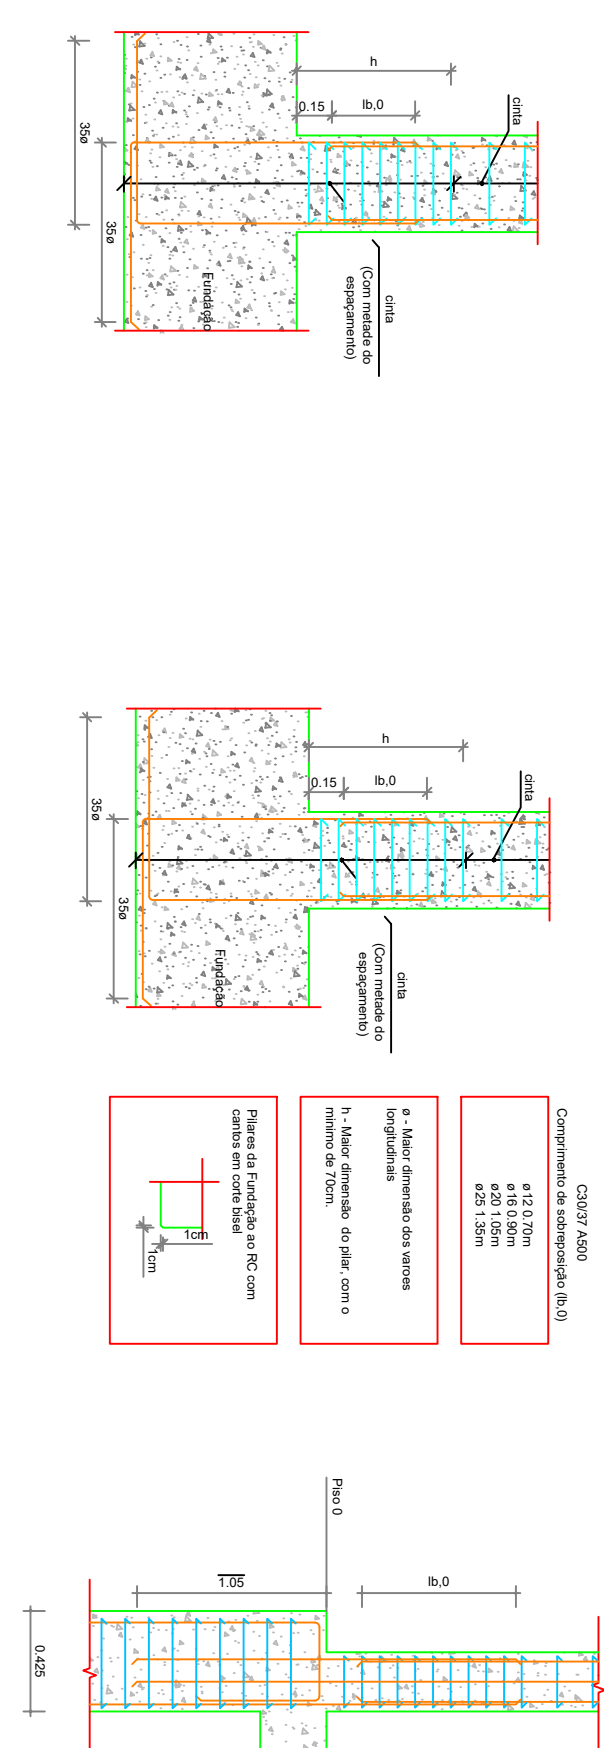 h
0.15
lb,0
cinta
35ø
35ø
cinta
(Com metade do
espaçamento)
Fundação
h
0.15
lb,0
cinta
35ø
35ø
cinta
(Com metade do
espaçamento)
Fundação
C30/37 A500
Comprimento de sobreposição (lb,0)
ø12 0.70m
ø16 0.90m
ø20 1.05m
ø25 1.35m
ø - Maior dimensão dos varoes
longitudinais
h - Maior dimensão do pilar, com o
minimo de 70cm.
Pilares da Fundação ao RC com
cantos em corte bisel
1cm
1cm
Piso 0
1.05
lb,0
0.425